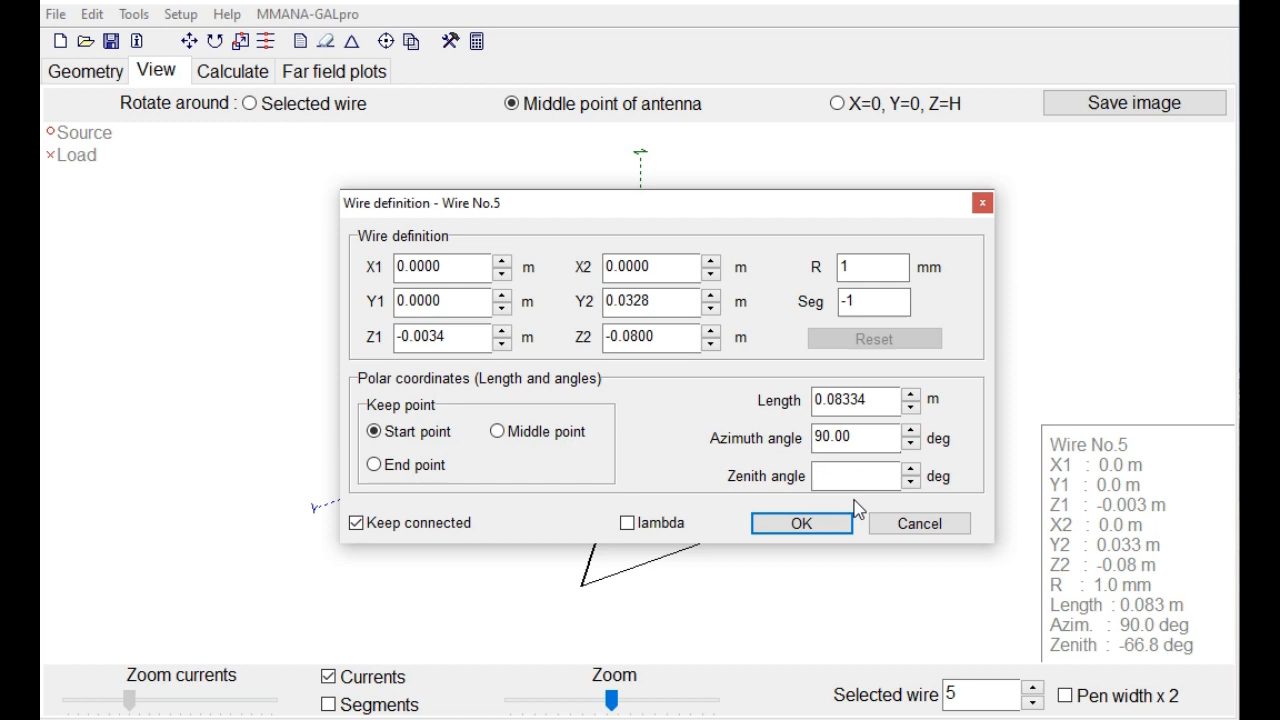 File Edit Tools Setup Help MMANA-GALpro
Geometry View Calculate Far field plots
Rotate around : Selected wire Middle point of antenna X=0, Y=0, Z=H Save image
Source
Load
Wire definition - Wire No.5
Wire definition
X1 0.0000 m X2 0.0000 m R 1 mm
Y1 0.0000 m Y2 0.0328 m Seg -1
Z1 -0.0034 m Z2 -0.0800 m Reset
Polar coordinates (Length and angles)
Keep point
Length 0.08334 m
Start point Middle point
Azimuth angle 90.00 deg
End point
Zenith angle deg
Y
Keep connected lambda OK Cancel
Wire No.5
X1 : 0.0 m
Y1 : 0.0 m
Z1 : -0.003 m
X2 : 0.0 m
Y2 : 0.033 m
Z2 : -0.08 m
R : 1.0 mm
Length : 0.083 m
Azim. : 90.0 deg
Zenith : -66.8 deg
Zoom currents Currents Zoom
Segments Selected wire 5 Pen width x 2